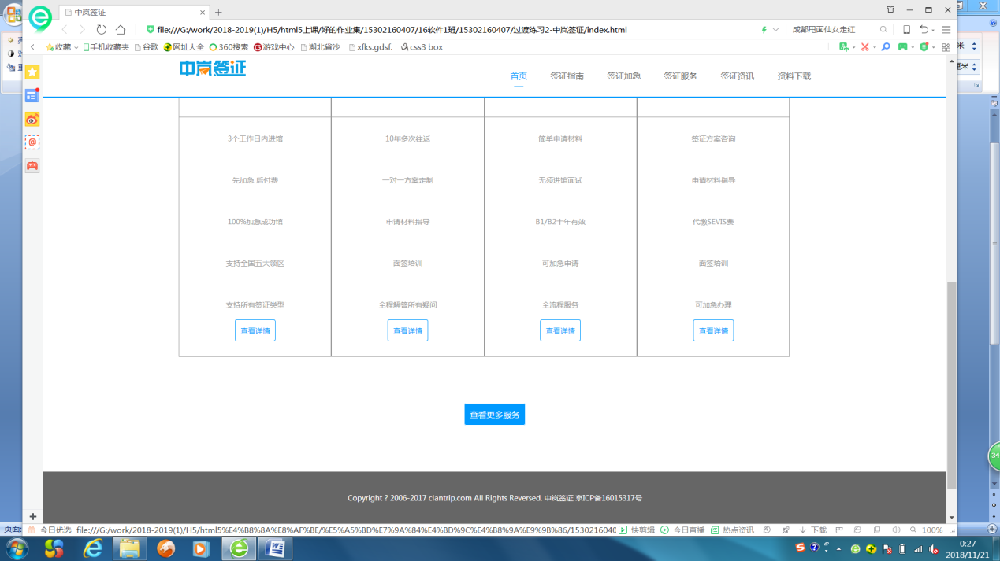 中岚签证
file:///G:/work/2018-2019(1)/H5/html5上课/好的作业集/15302160407/16软件1班/15302160407/过渡练习2-中岚签证/index.html
成都甩面仙女走红
收藏 手机收藏夹 谷歌 网址大全 360搜索 游戏中心 湖北省沙 xfks.gdsf. css3 box
中岚签证
首页 签证指南 签证加急 签证服务 签证资讯 资料下载
3个工作日内进馆 10年多次往返 简单申请材料 签证方案咨询
先加急 后付费 一对一方案定制 无须进馆面试 申请材料指导
100%加急成功馆 申请材料指导 B1/B2十年有效 代缴SEVIS费
支持全国五大领区 面签培训 可加急申请 面签培训
支持所有签证类型 全程解答所有疑问 全流程服务 可加急办理
查看详情 查看详情 查看详情 查看详情
查看更多服务
Copyright ? 2006-2017 clantrip.com All Rights Reversed. 中岚签证 京ICP备16015317号
34
页面:
今日优选 file:///G:/work/2018-2019(1)/H5/html5%E4%B8%8A%E8%AF%BE/%E5%A5%BD%E7%9A%84%E4%BD%9C%E4%B8%9A%E9%9B%86/1530216040 快剪辑 今日直播 热点资讯 下载 100%
0:27
2018/11/21